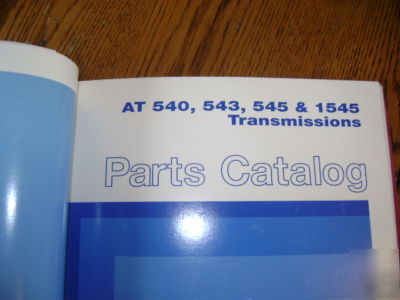 AT 540, 543, 545 & 1545
Transmissions
Parts Catalog